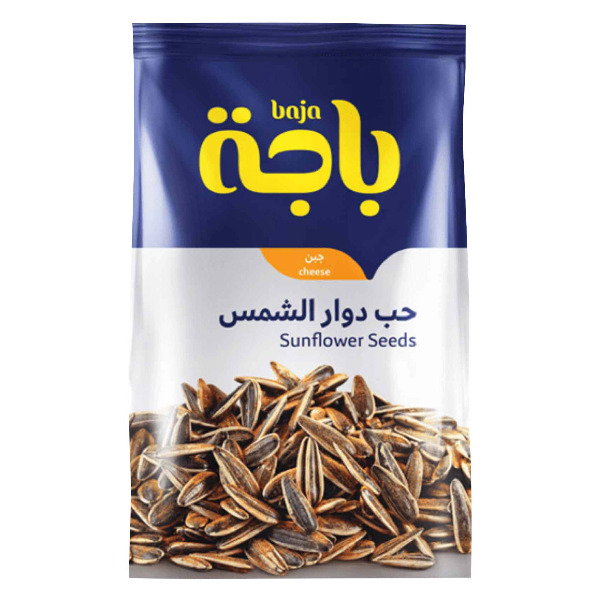 baja
باجة
جبن
cheese
حب دوار الشمس
Sunflower Seeds